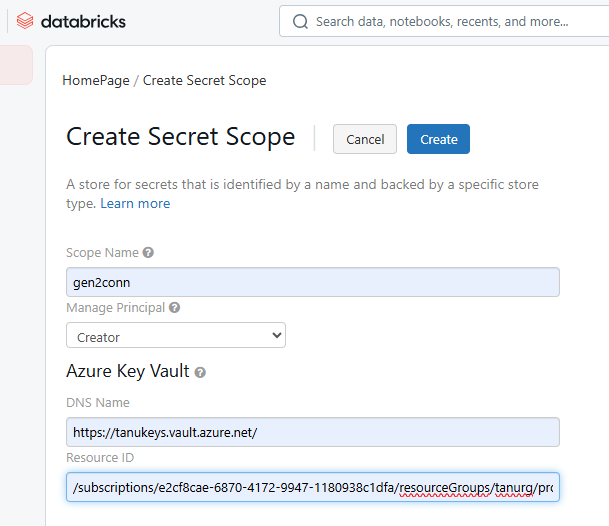 databricks
Search data, notebooks, recents, and more...
HomePage / Create Secret Scope
Create Secret Scope
Cancel
Create
A store for secrets that is identified by a name and backed by a specific store
type. Learn more
Scope Name ?
gen2conn
Manage Principal ?
Creator
Azure Key Vault ?
DNS Name
https://tanukeys.vault.azure.net/
Resource ID
/subscriptions/e2cf8cae-6870-4172-9947-1180938c1dfa/resourceGroups/tanurg/pro